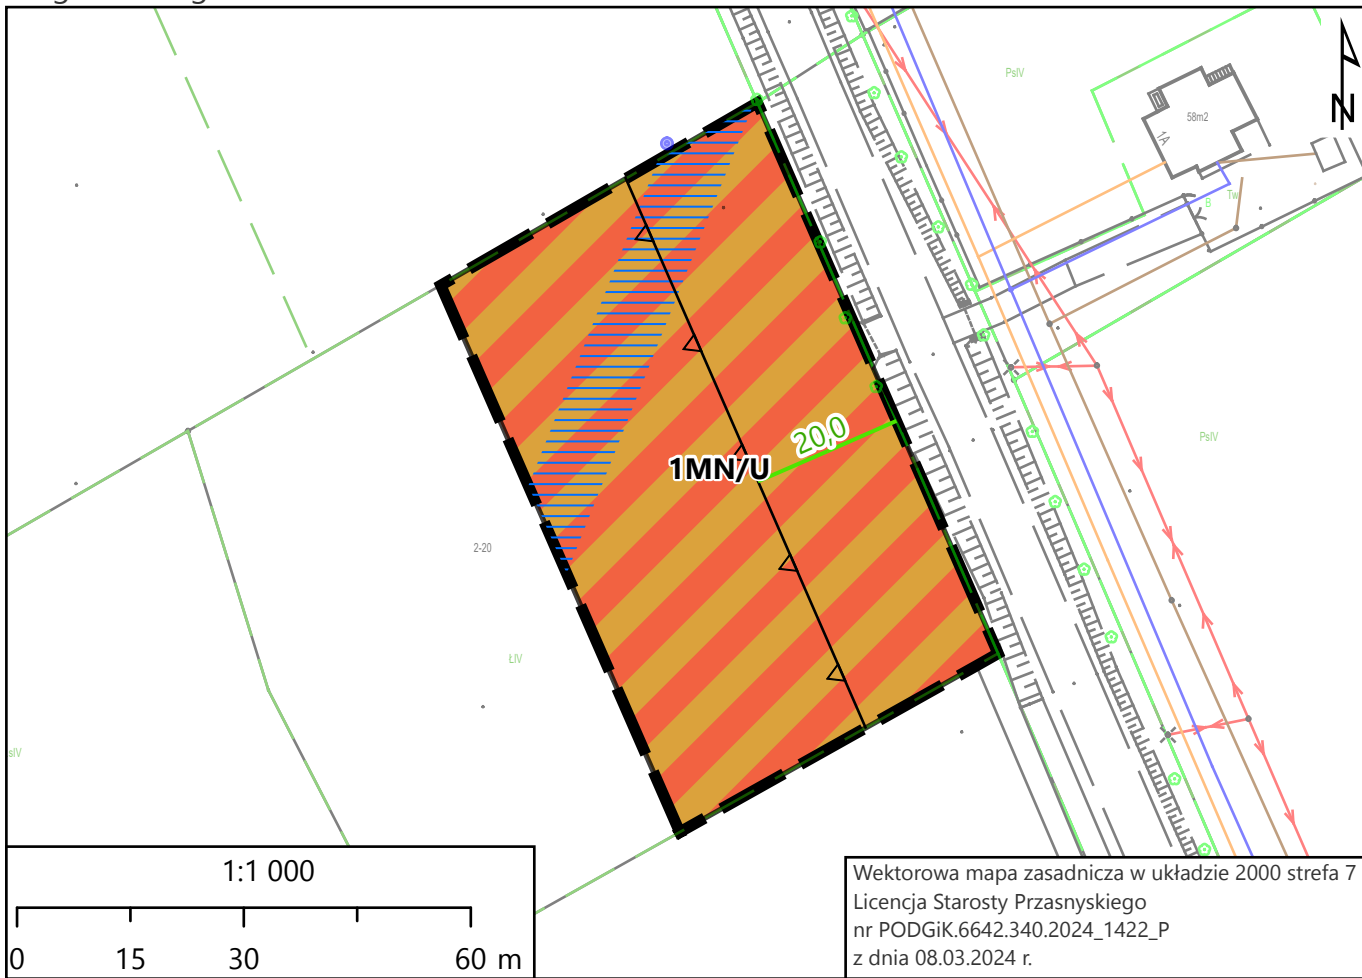 PsIV
N
58m2
1A
B
Tw
20,0
1MN/U
PsIV
2-20
ŁIV
sIV
1:1 000
0 15 30 60 m
Wektorowa mapa zasadnicza w układzie 2000 strefa 7
Licencja Starosty Przasnyskiego
nr PODGiK.6642.340.2024_1422_P
z dnia 08.03.2024 r.